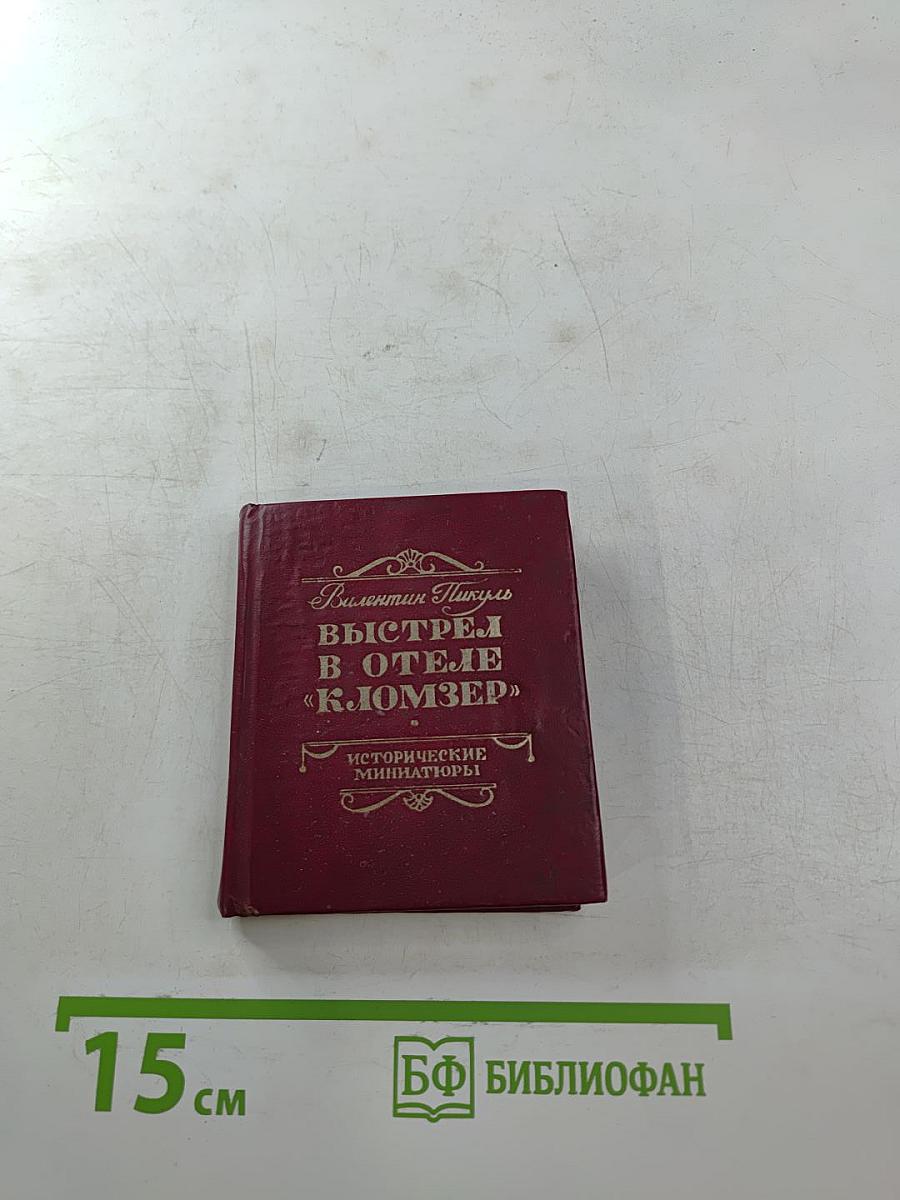 Валентин Пикуль
ВЫСТРЕЛ
В ОТЕЛЕ
«КЛОМЗЕР»
ИСТОРИЧЕСКИЕ
МИНИАТЮРЫ
15 см
БФ БИБЛИОФАН